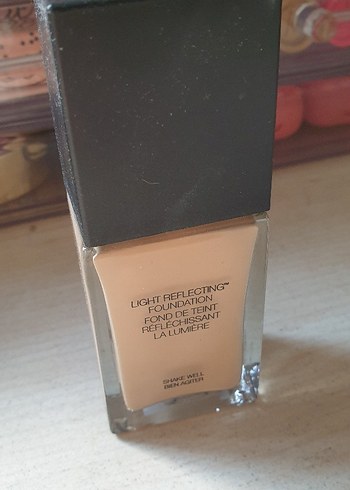 LIGHT REFLECTING™
FOUNDATION
FOND DE TEINT
RÉFLÉCHISSANT
LA LUMIÈRE
SHAKE WELL
BIEN AGITER